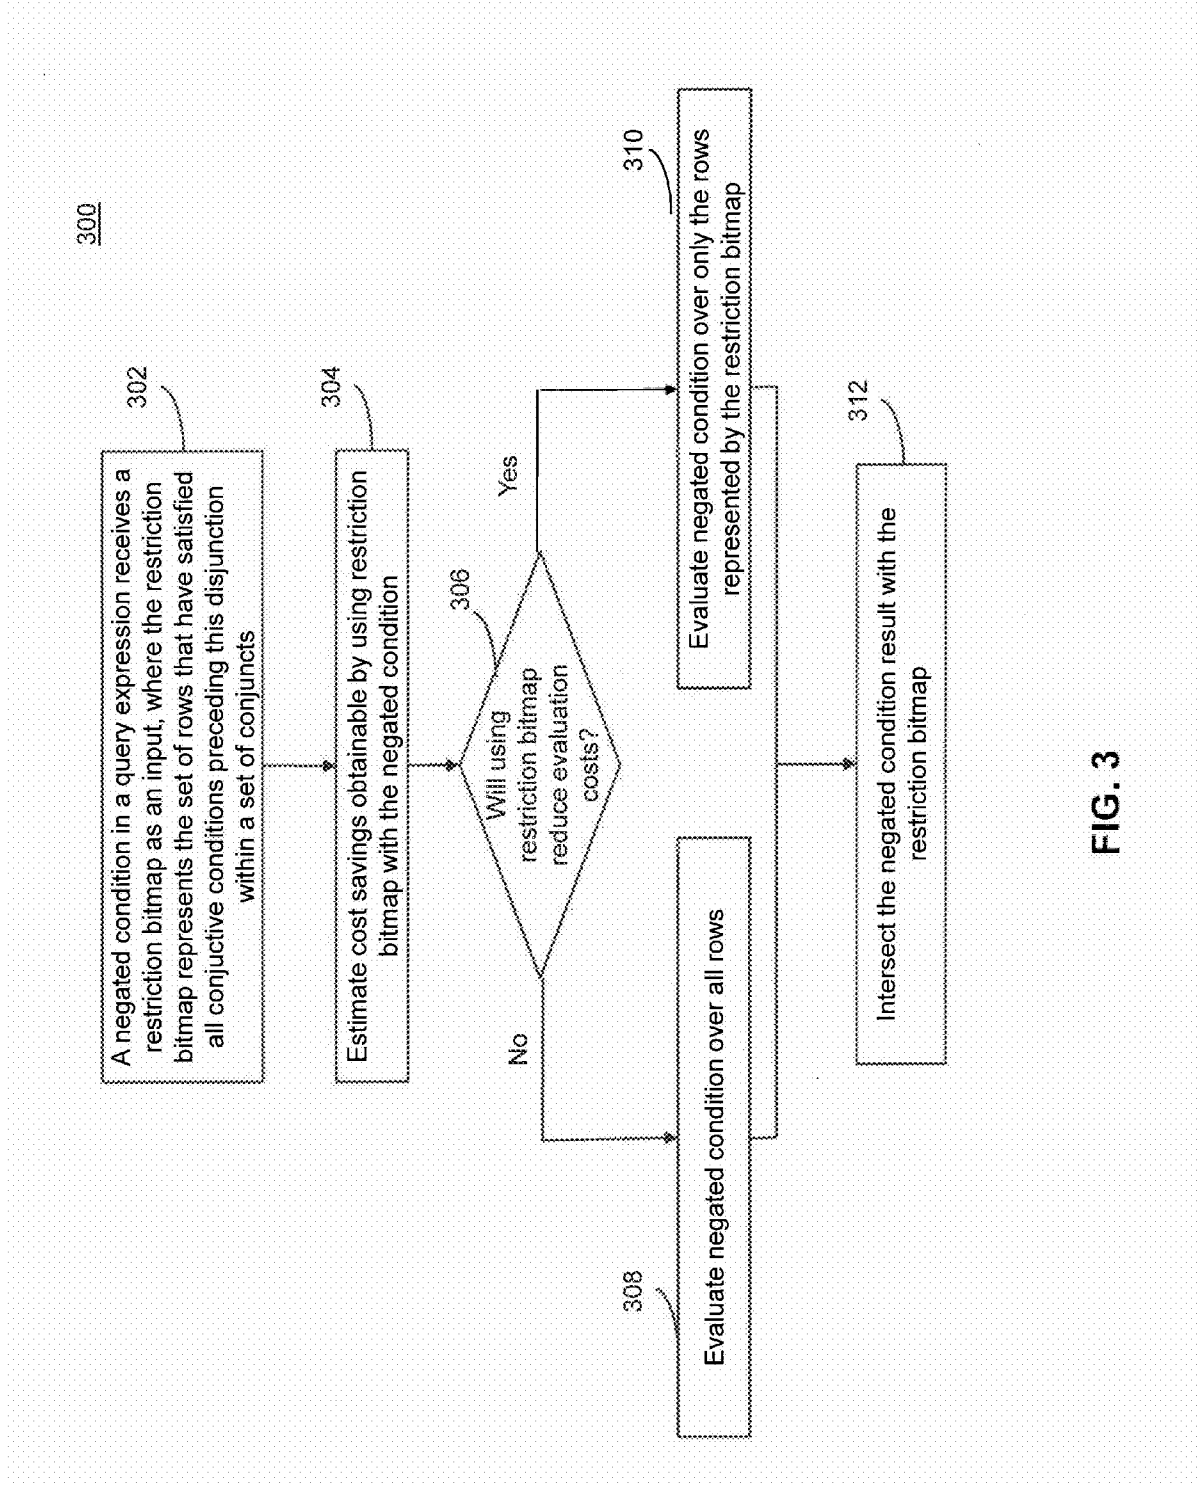 300
A negated condition in a query expression receives a
restriction bitmap as an input, where the restriction
bitmap represents the set of rows that have satisfied
all conjuctive conditions preceding this disjunction
within a set of conjuncts
302
Estimate cost savings obtainable by using restriction
bitmap with the negated condition
304
Will using
restriction bitmap
reduce evaluation
costs?
306
No
Yes
308
Evaluate negated condition over all rows
310
Evaluate negated condition over only the rows
represented by the restriction bitmap
312
Intersect the negated condition result with the
restriction bitmap
FIG. 3